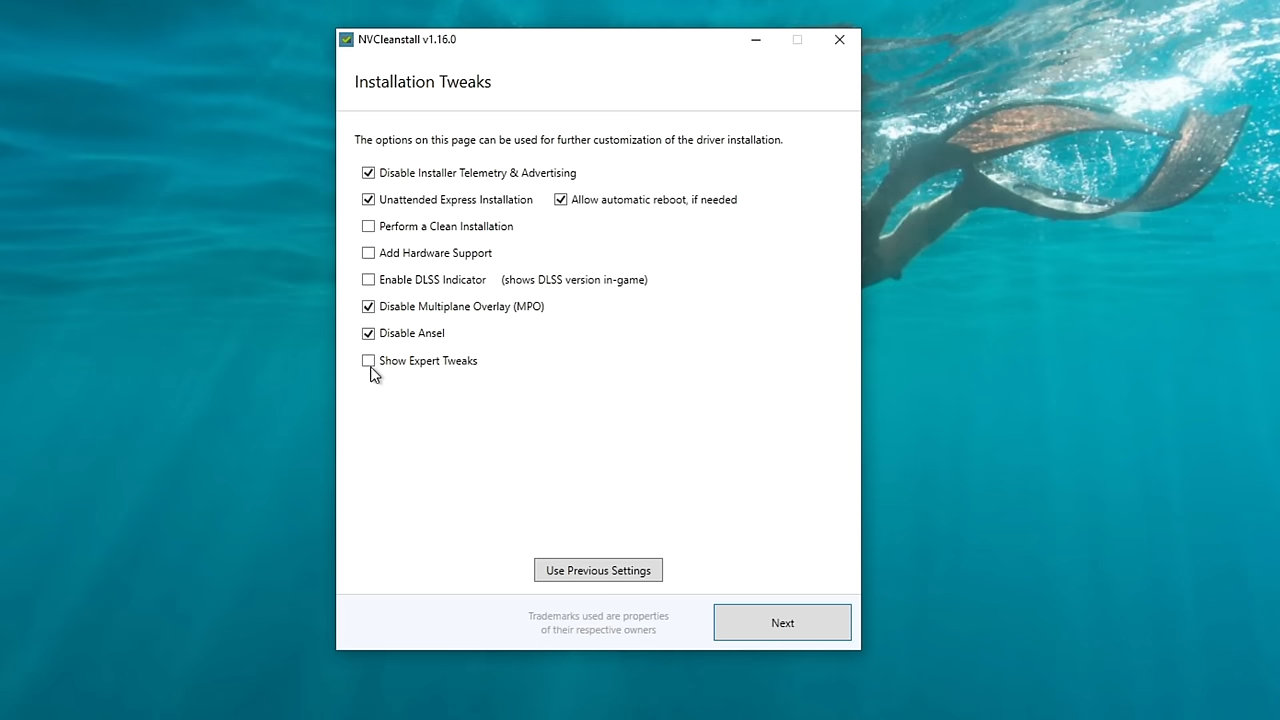 NVCleanstall v1.16.0
Installation Tweaks
The options on this page can be used for further customization of the driver installation.
Disable Installer Telemetry & Advertising
Unattended Express Installation Allow automatic reboot, if needed
Perform a Clean Installation
Add Hardware Support
Enable DLSS Indicator (shows DLSS version in-game)
Disable Multiplane Overlay (MPO)
Disable Ansel
Show Expert Tweaks
Use Previous Settings
Trademarks used are properties
of their respective owners
Next